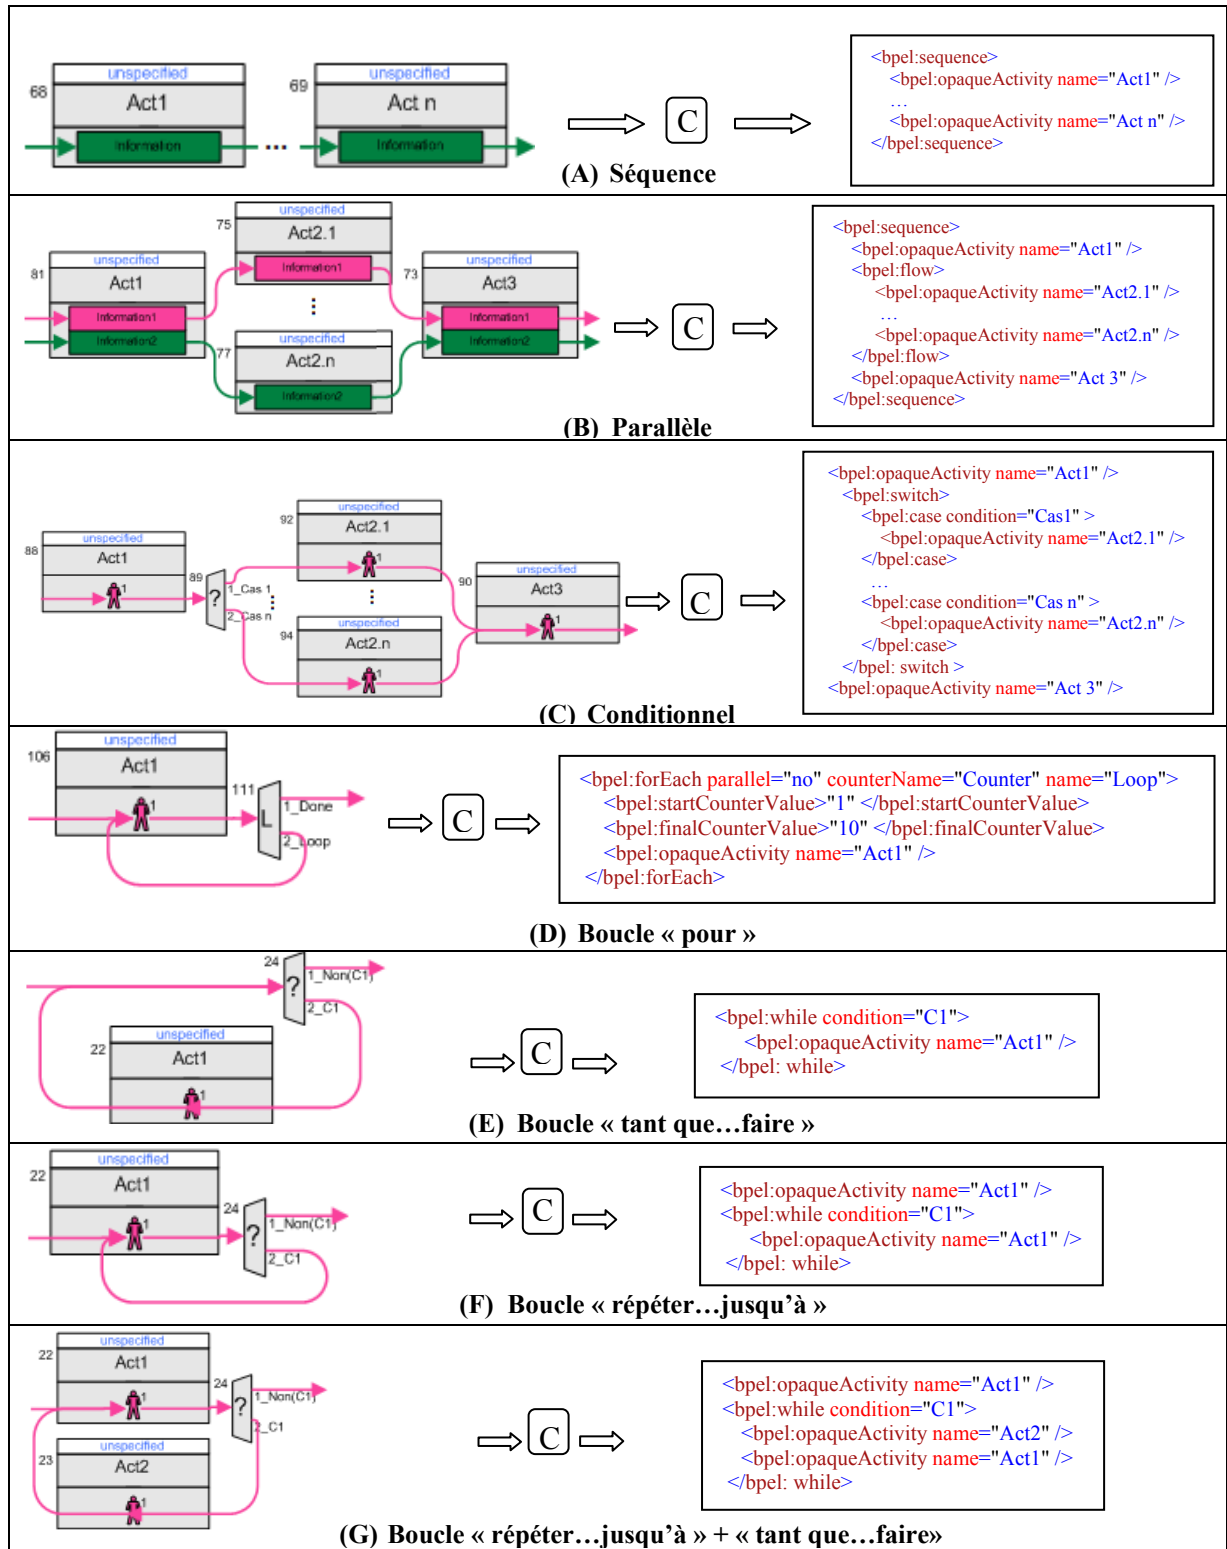 unspecified
68
Act1
Information
...
unspecified
69
Act n
Information
C
<bpel:sequence>
<bpel:opaqueActivity name="Act1" />
...
<bpel:opaqueActivity name="Act n" />
</bpel:sequence>
(A) Séquence
unspecified
81
Act1
Information1
Information2
unspecified
75
Act2.1
Information1
unspecified
77
Act2.n
Information2
unspecified
73
Act3
Information1
Information2
C
<bpel:sequence>
<bpel:opaqueActivity name="Act1" />
<bpel:flow>
<bpel:opaqueActivity name="Act2.1" />
...
<bpel:opaqueActivity name="Act2.n" />
</bpel:flow>
<bpel:opaqueActivity name="Act 3" />
</bpel:sequence>
(B) Parallèle
unspecified
88
Act1
1
89
?
1_Cas 1
2_Cas n
unspecified
92
Act2.1
1
unspecified
94
Act2.n
1
unspecified
90
Act3
1
C
<bpel:opaqueActivity name="Act1" />
<bpel:switch>
<bpel:case condition="Cas1" >
<bpel:opaqueActivity name="Act2.1" />
</bpel:case>
...
<bpel:case condition="Cas n" >
<bpel:opaqueActivity name="Act2.n" />
</bpel:case>
</bpel: switch >
<bpel:opaqueActivity name="Act 3" />
(C) Conditionnel
unspecified
106
Act1
1
111
L
1_Done
2_Loop
C
<bpel:forEach parallel="no" counterName="Counter" name="Loop">
<bpel:startCounterValue>"1" </bpel:startCounterValue>
<bpel:finalCounterValue>"10" </bpel:finalCounterValue>
<bpel:opaqueActivity name="Act1" />
</bpel:forEach>
(D) Boucle « pour »
24
?
1_Non(C1)
2_C1
unspecified
22
Act1
1
C
<bpel:while condition="C1">
<bpel:opaqueActivity name="Act1" />
</bpel: while>
(E) Boucle « tant que…faire »
unspecified
22
Act1
1
24
?
1_Non(C1)
2_C1
C
<bpel:opaqueActivity name="Act1" />
<bpel:while condition="C1">
<bpel:opaqueActivity name="Act1" />
</bpel: while>
(F) Boucle « répéter…jusqu’à »
unspecified
22
Act1
1
24
?
1_Non(C1)
2_C1
unspecified
23
Act2
1
C
<bpel:opaqueActivity name="Act1" />
<bpel:while condition="C1">
<bpel:opaqueActivity name="Act2" />
<bpel:opaqueActivity name="Act1" />
</bpel: while>
(G) Boucle « répéter…jusqu’à » + « tant que…faire»